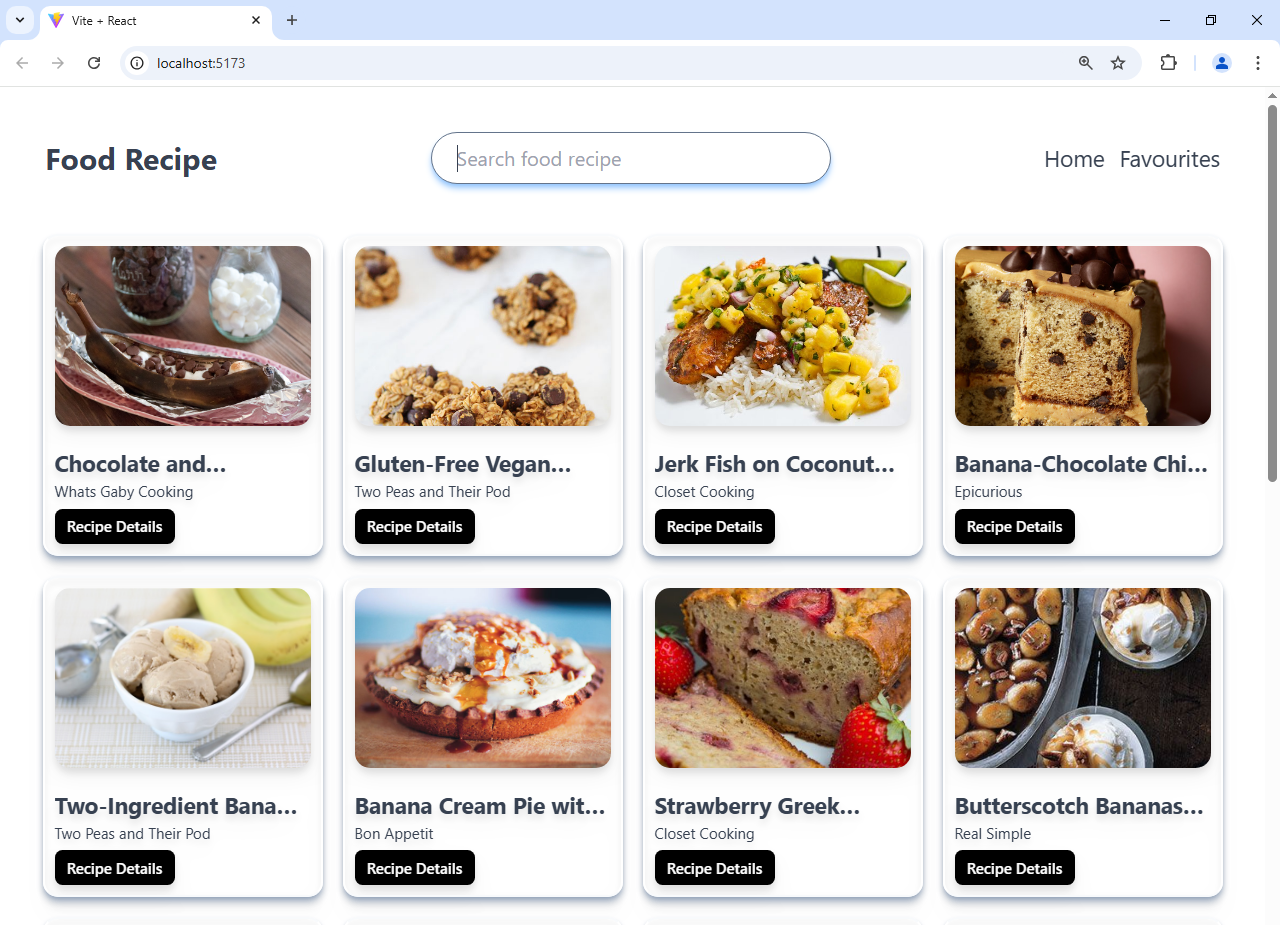 Vite + React
localhost:5173
Food Recipe
Search food recipe
Home Favourites
Chocolate and...
Whats Gaby Cooking
Recipe Details
Gluten-Free Vegan...
Two Peas and Their Pod
Recipe Details
Jerk Fish on Coconut...
Closet Cooking
Recipe Details
Banana-Chocolate Chi...
Epicurious
Recipe Details
Two-Ingredient Bana...
Two Peas and Their Pod
Recipe Details
Banana Cream Pie wit...
Bon Appetit
Recipe Details
Strawberry Greek...
Closet Cooking
Recipe Details
Butterscotch Bananas...
Real Simple
Recipe Details